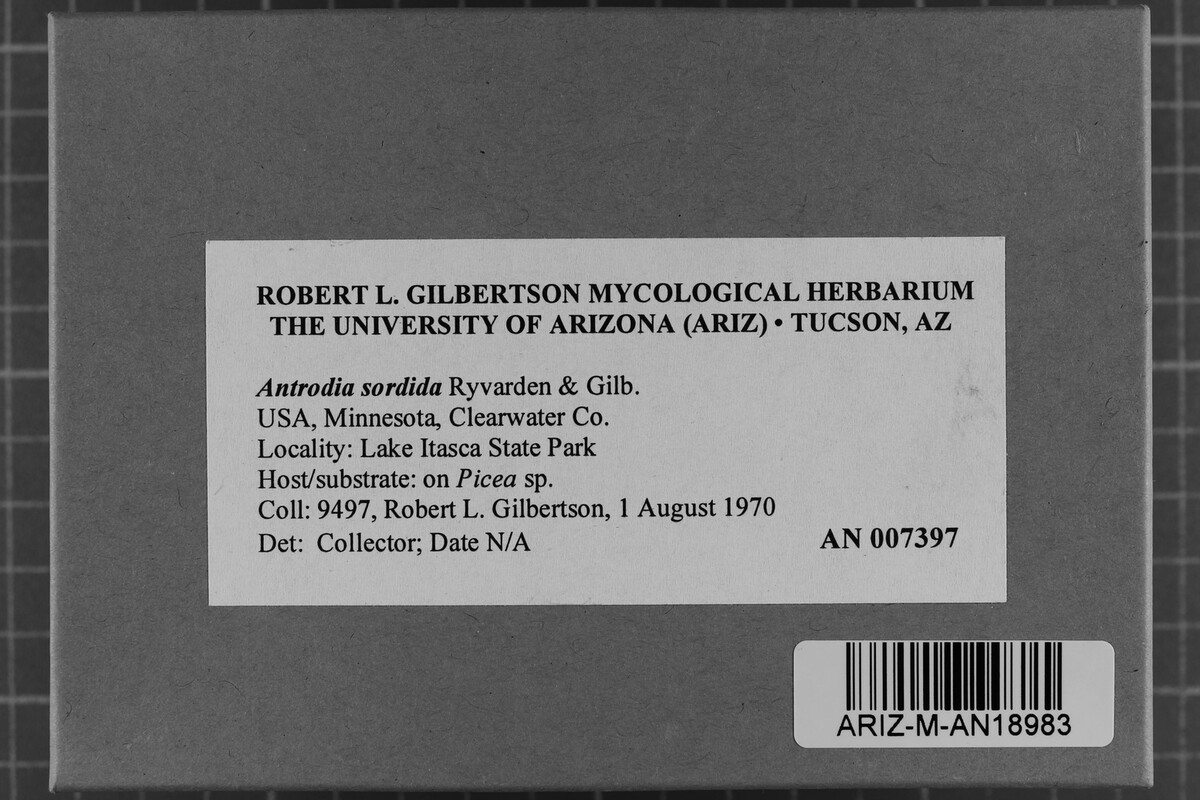 ROBERT L. GILBERTSON MYCOLOGICAL HERBARIUM
THE UNIVERSITY OF ARIZONA (ARIZ) • TUCSON, AZ
Antrodia sordida Ryvarden & Gilb.
USA, Minnesota, Clearwater Co.
Locality: Lake Itasca State Park
Host/substrate: on Picea sp.
Coll: 9497, Robert L. Gilbertson, 1 August 1970
Det: Collector; Date N/A
AN 007397
ARIZ-M-AN18983